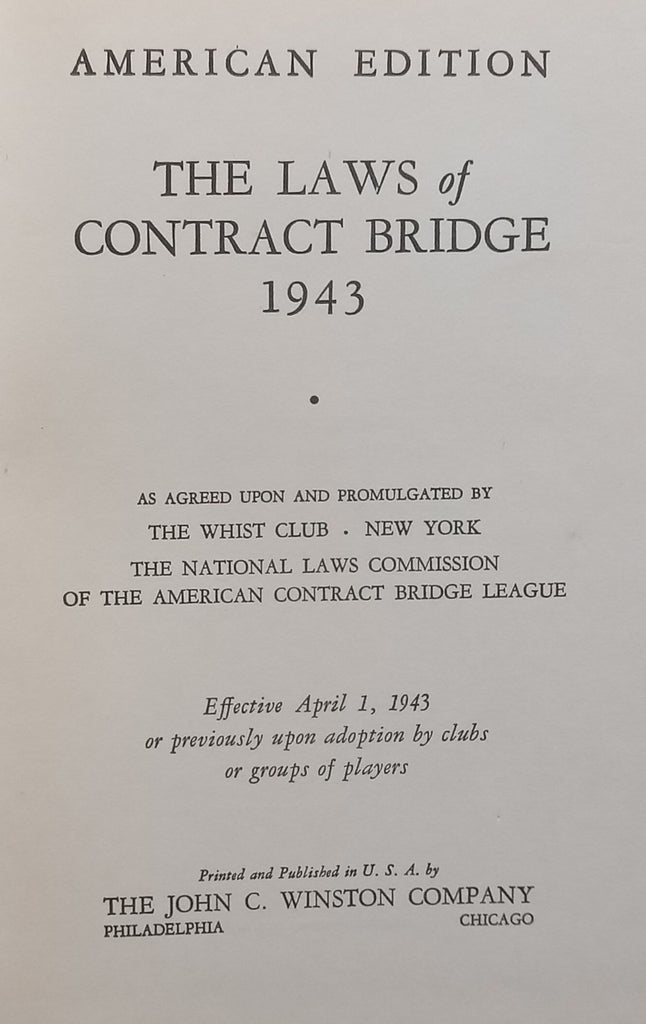 AMERICAN EDITION
THE LAWS of
CONTRACT BRIDGE
1943
•
AS AGREED UPON AND PROMULGATED BY
THE WHIST CLUB . NEW YORK
THE NATIONAL LAWS COMMISSION
OF THE AMERICAN CONTRACT BRIDGE LEAGUE
Effective April 1, 1943
or previously upon adoption by clubs
or groups of players
Printed and Published in U. S. A. by
THE JOHN C. WINSTON COMPANY
PHILADELPHIA CHICAGO